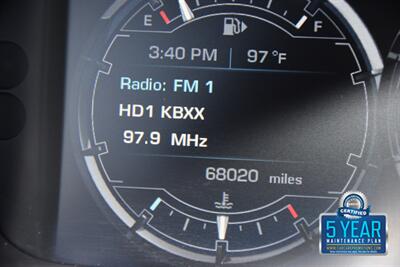 E F
3:40 PM 97 °F
Radio: FM 1
HD1 KBXX
97.9 MHz
68020 miles
CERTIFIED
5 YEAR
MAINTENANCE PLAN